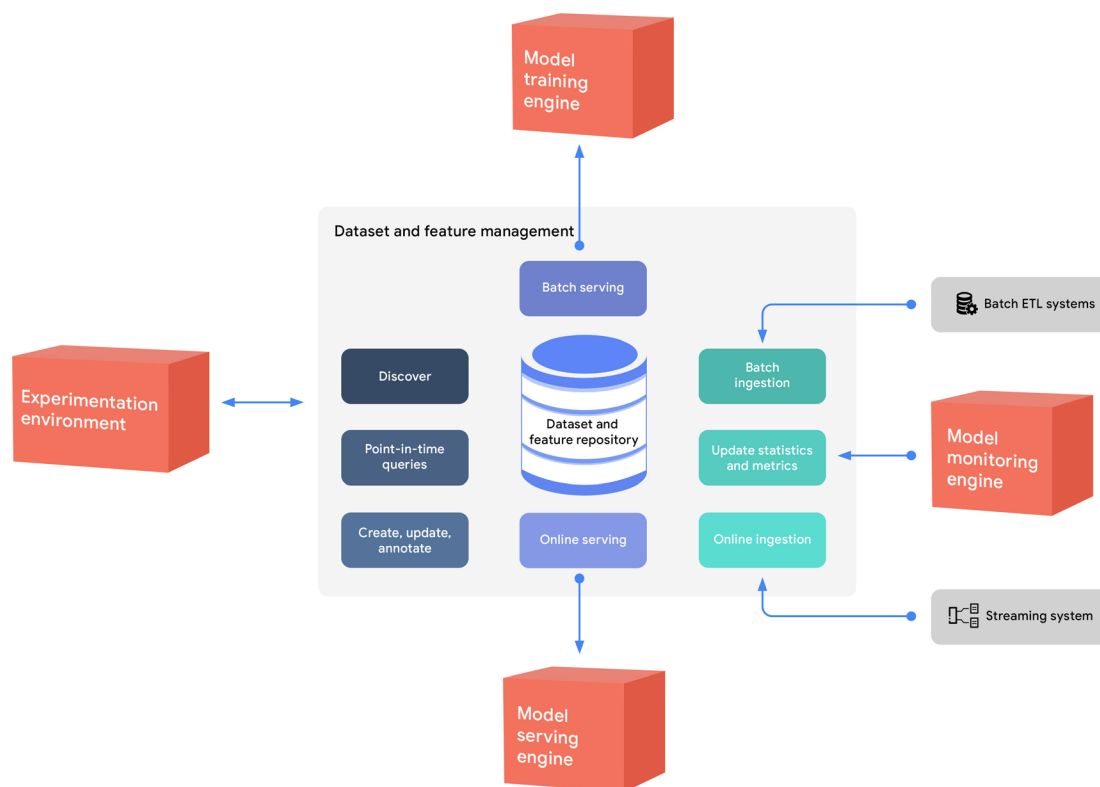 Model
training
engine
Dataset and feature management
Batch serving
Batch ETL systems
Discover
Batch
ingestion
Experimentation
environment
Dataset and
feature repository
Point-in-time
queries
Update statistics
and metrics
Model
monitoring
engine
Create, update,
annotate
Online serving
Online ingestion
Streaming system
Model
serving
engine